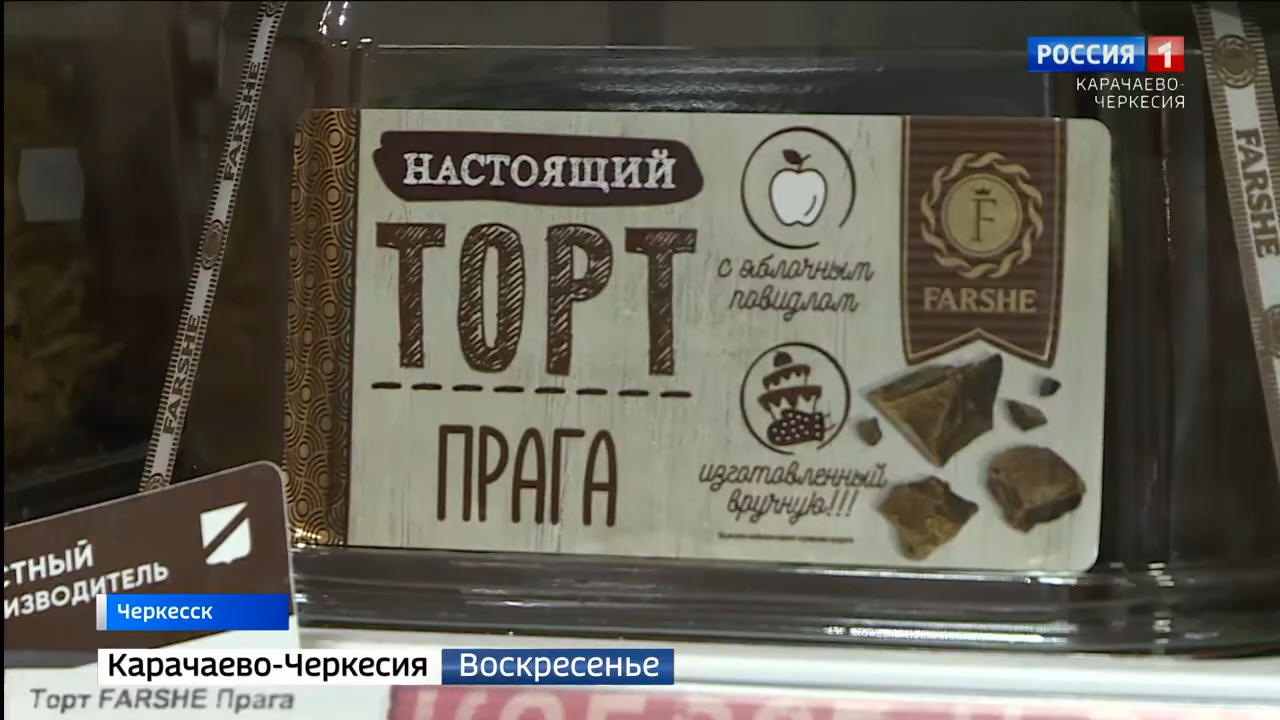 РОССИЯ 1
КАРАЧАЕВО-
ЧЕРКЕСИЯ
НАСТОЯЩИЙ
ТОРТ
ПРАГА
с яблочным
повидлом
изготовленный
вручную!!!
F
FARSHE
FARSHE
FARSHE
FARSHE
СТНЫЙ
ИЗВОДИТЕЛЬ
Черкесск
Карачаево-Черкесия Воскресенье
Торт FARSHE Прага